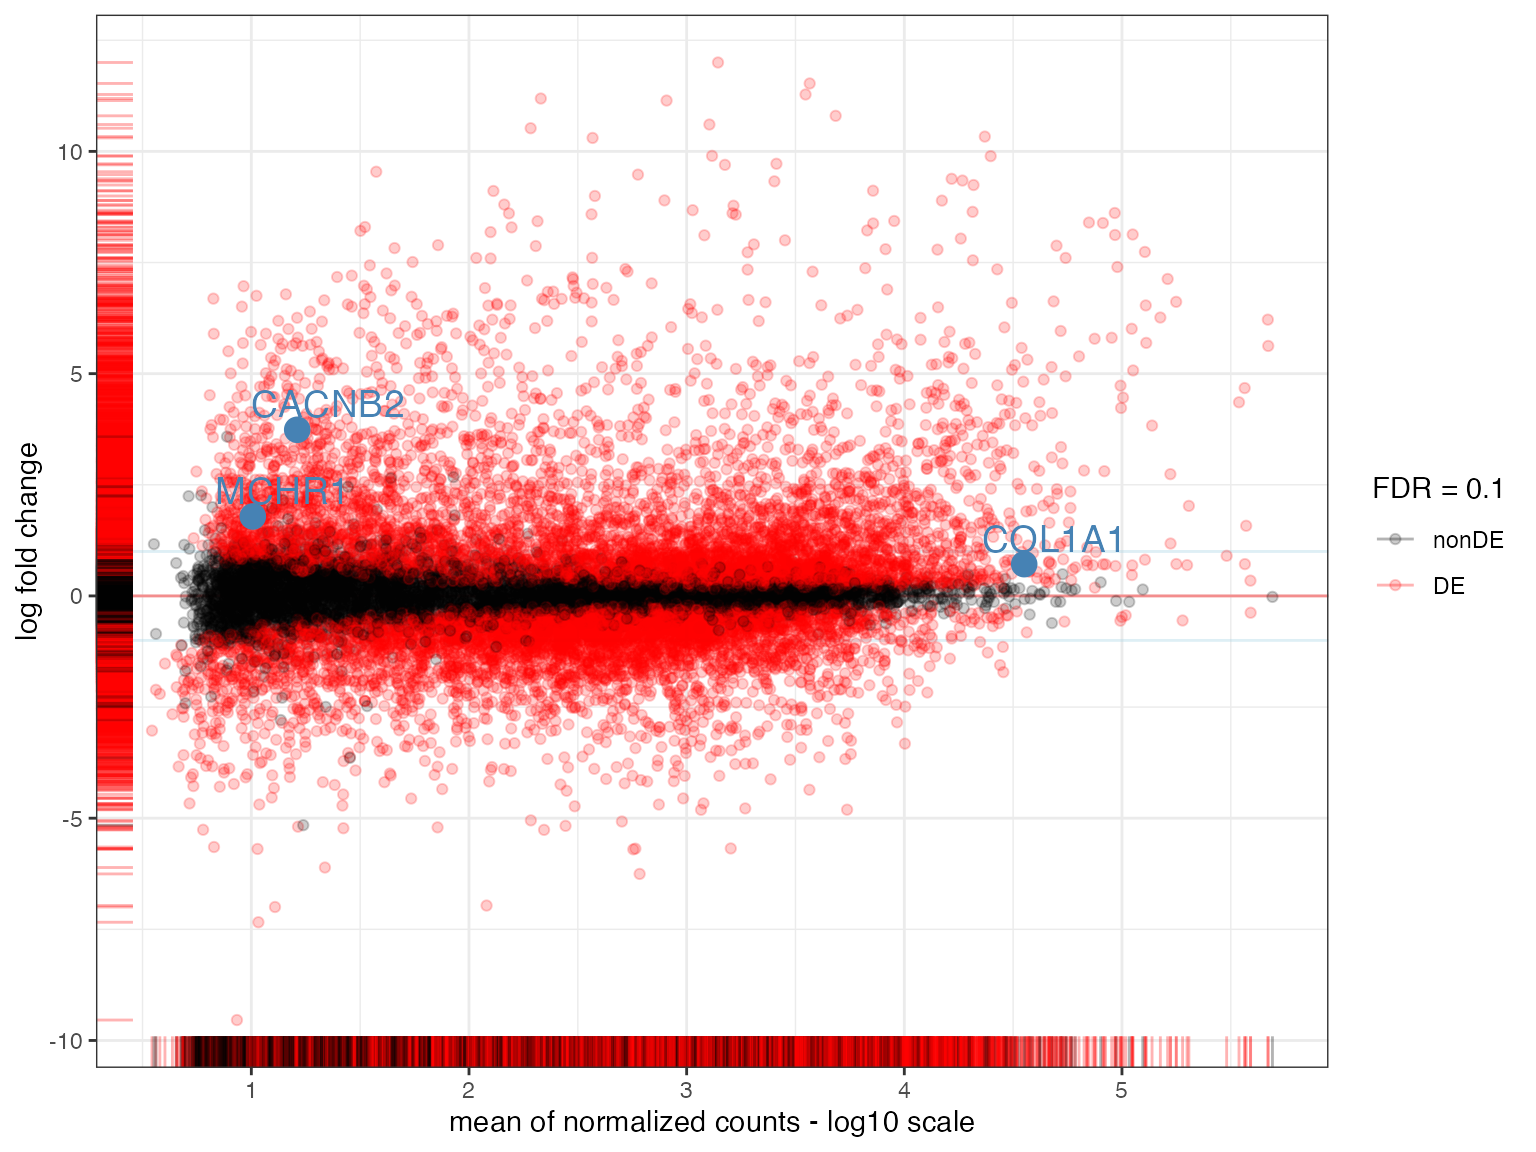 10
5
0
-5
-10
log fold change
CACNB2
MCHR1
COL1A1
1
2
3
4
5
mean of normalized counts - log10 scale
FDR = 0.1
nonDE
DE